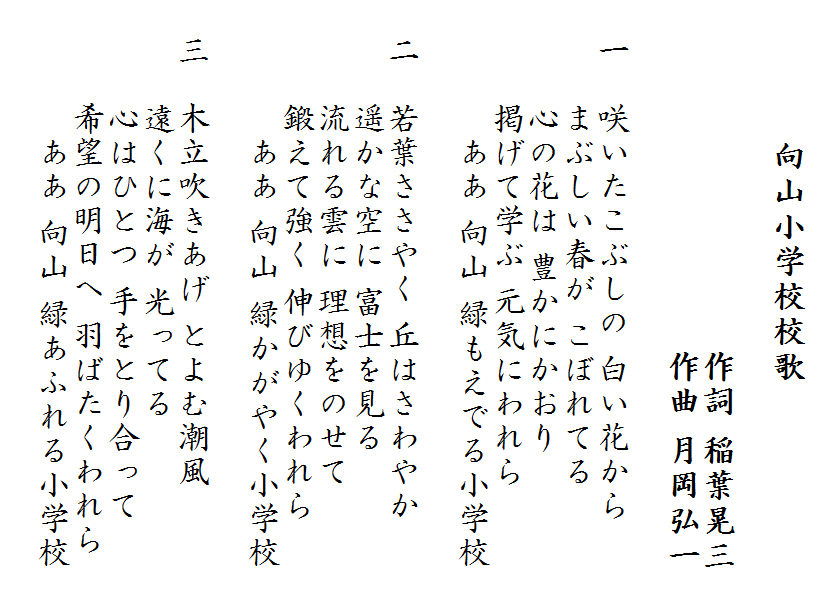 向山小学校校歌
作詞 稲葉晃三
作曲 月岡弘一
一
咲いたこぶしの 白い花から
まぶしい春が こぼれてる
心の花は 豊かにかおり
掲げて学ぶ 元気にわれら
ああ 向山 緑もえでる小学校
二
若葉ささやく 丘はさわやか
遥かな空に 富士を見る
流れる雲に 理想をのせて
鍛えて強く 伸びゆくわれら
ああ 向山 緑かがやく小学校
三
木立吹きあげ とよむ潮風
遠くに海が 光ってる
心はひとつ 手をとり合って
希望の明日へ 羽ばたくわれら
ああ 向山 緑あふれる小学校